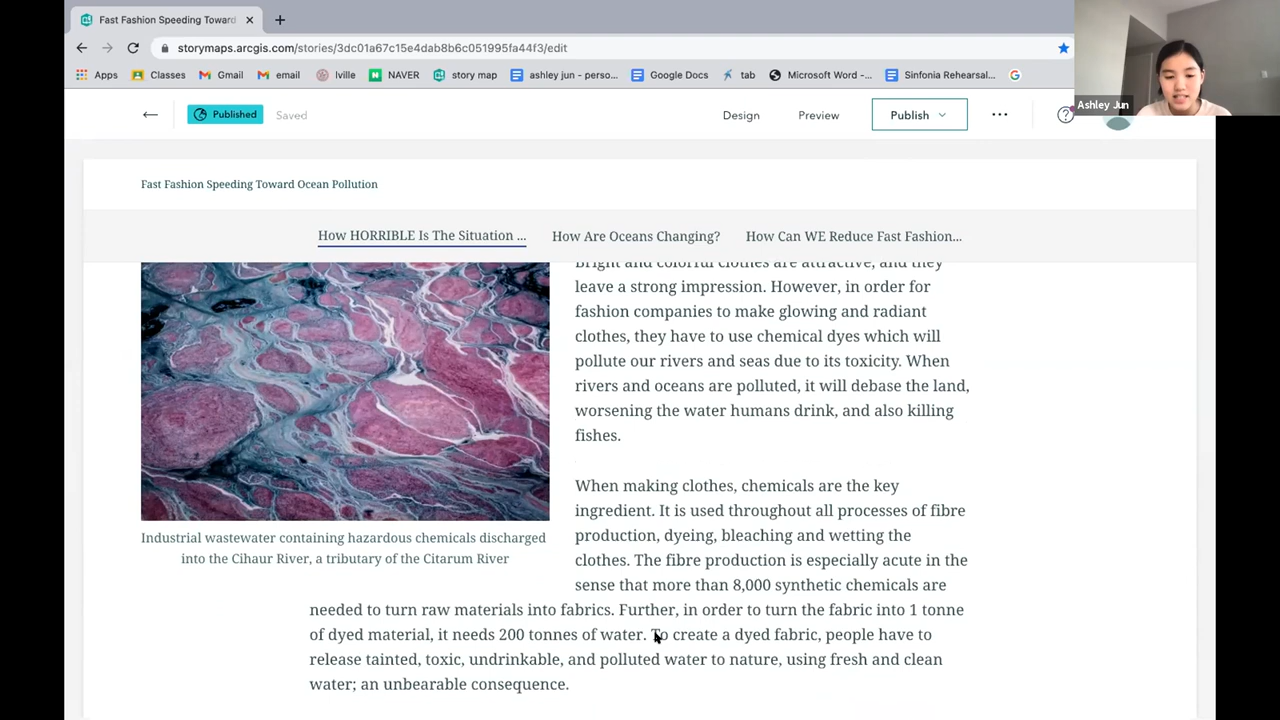 Fast Fashion Speeding Toward
storymaps.arcgis.com/stories/3dc01a67c15e4dab8b6c051995fa44f3/edit
Apps Classes Gmail email lville NAVER story map ashley jun - perso... Google Docs tab Microsoft Word -... Sinfonia Rehearsal...
Ashley Jun
Published Saved Design Preview Publish
Fast Fashion Speeding Toward Ocean Pollution
How HORRIBLE Is The Situation ... How Are Oceans Changing? How Can WE Reduce Fast Fashion...
Bright and colorful clothes are attractive, and they
leave a strong impression. However, in order for
fashion companies to make glowing and radiant
clothes, they have to use chemical dyes which will
pollute our rivers and seas due to its toxicity. When
rivers and oceans are polluted, it will debase the land,
worsening the water humans drink, and also killing
fishes.
When making clothes, chemicals are the key
ingredient. It is used throughout all processes of fibre
production, dyeing, bleaching and wetting the
clothes. The fibre production is especially acute in the
sense that more than 8,000 synthetic chemicals are
needed to turn raw materials into fabrics. Further, in order to turn the fabric into 1 tonne
of dyed material, it needs 200 tonnes of water. To create a dyed fabric, people have to
release tainted, toxic, undrinkable, and polluted water to nature, using fresh and clean
water; an unbearable consequence.
Industrial wastewater containing hazardous chemicals discharged
into the Cihaur River, a tributary of the Citarum River